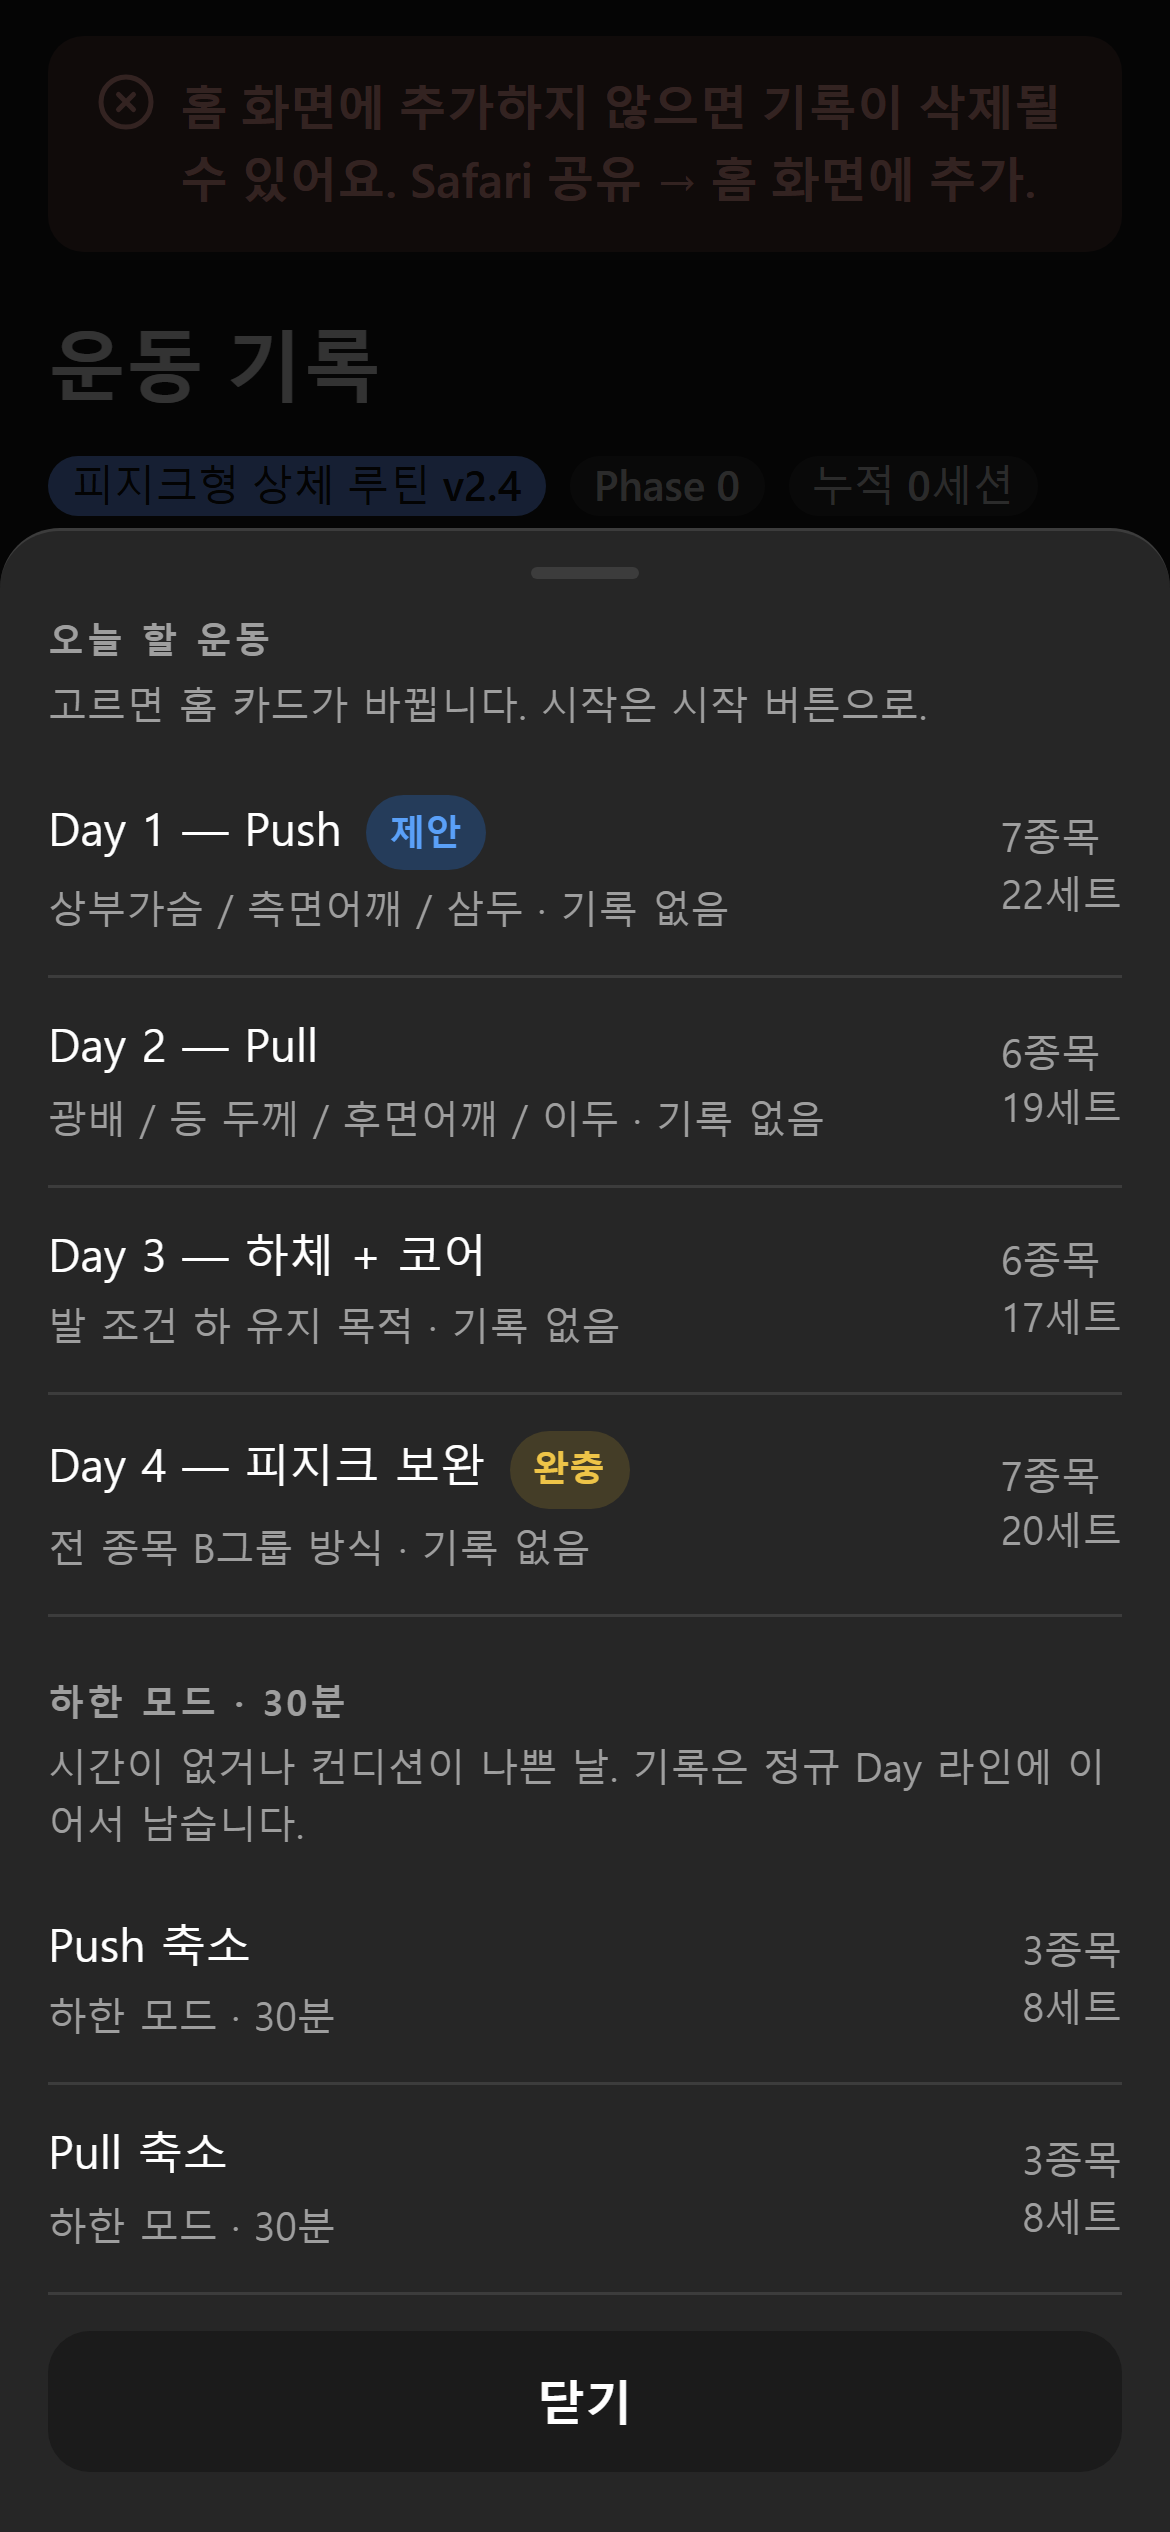 홈 화면에 추가하지 않으면 기록이 삭제될
수 있어요. Safari 공유 → 홈 화면에 추가.
운동 기록
피지크형 상체 루틴 v2.4
Phase 0
누적 0세션
오늘 할 운동
고르면 홈 카드가 바뀝니다. 시작은 시작 버튼으로.
Day 1 — Push
제안
상부가슴 / 측면어깨 / 삼두 · 기록 없음
7종목
22세트
Day 2 — Pull
광배 / 등 두께 / 후면어깨 / 이두 · 기록 없음
6종목
19세트
Day 3 — 하체 + 코어
발 조건 하 유지 목적 · 기록 없음
6종목
17세트
Day 4 — 피지크 보완
완충
전 종목 B그룹 방식 · 기록 없음
7종목
20세트
하한 모드 · 30분
시간이 없거나 컨디션이 나쁜 날. 기록은 정규 Day 라인에 이
어서 남습니다.
Push 축소
하한 모드 · 30분
3종목
8세트
Pull 축소
하한 모드 · 30분
3종목
8세트
닫기